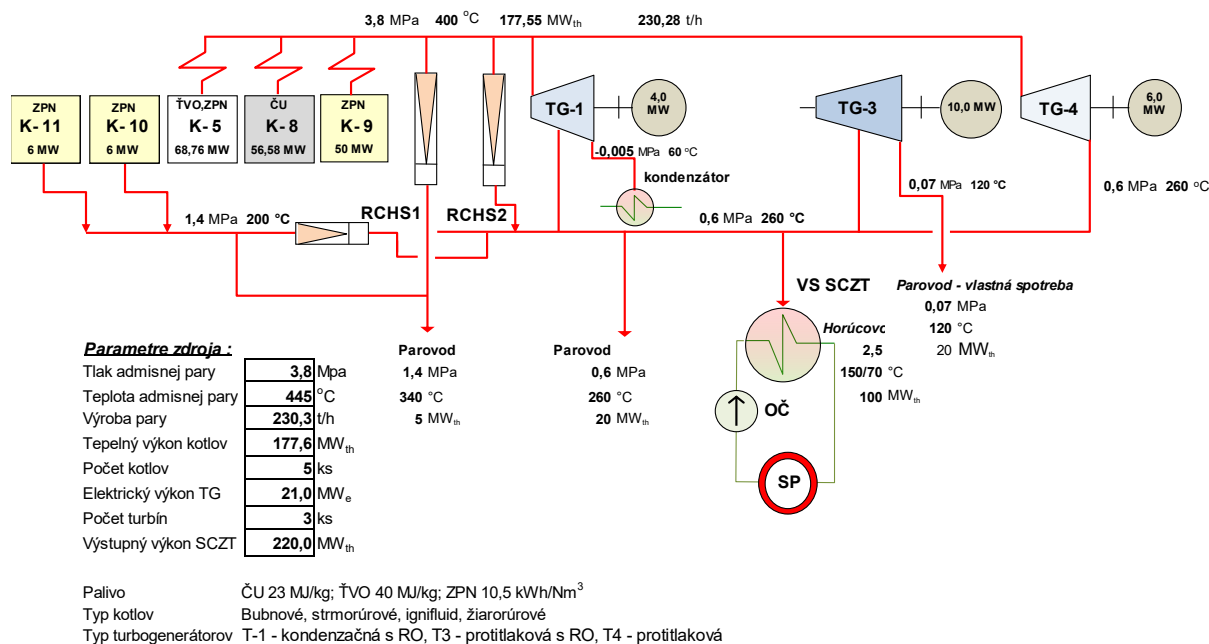 3,8 MPa 400 °C 177,55 MWth 230,28 t/h
ZPN
K- 11
6 MW
ZPN
K- 10
6 MW
ŤVO,ZPN
K- 5
68,76 MW
ČU
K- 8
56,58 MW
ZPN
K- 9
50 MW
TG-1
4,0
MW
TG-3
10,0 MW
TG-4
6,0
MW
-0,005 MPa 60 °C
kondenzátor
0,07 MPa 120 °C
0,6 MPa 260 °C
1,4 MPa 200 °C
RCHS1
RCHS2
0,6 MPa 260 °C
VS SCZT
Parovod - vlastná spotreba
0,07 MPa
120 °C
20 MWth
Horúcovo
2,5
150/70 °C
100 MWth
OČ
SP
Parovod
1,4 MPa
340 °C
5 MWth
Parovod
0,6 MPa
260 °C
20 MWth
Parametre zdroja :
Tlak admisnej pary 3,8 Mpa
Teplota admisnej pary 445 °C
Výroba pary 230,3 t/h
Tepelný výkon kotlov 177,6 MWth
Počet kotlov 5 ks
Elektrický výkon TG 21,0 MWe
Počet turbín 3 ks
Výstupný výkon SCZT 220,0 MWth
Palivo ČU 23 MJ/kg; ŤVO 40 MJ/kg; ZPN 10,5 kWh/Nm3
Typ kotlov Bubnové, strmorúrové, ignifluid, žiarorúrové
Typ turbogenerátorov T-1 - kondenzačná s RO, T3 - protitlaková s RO, T4 - protitlaková